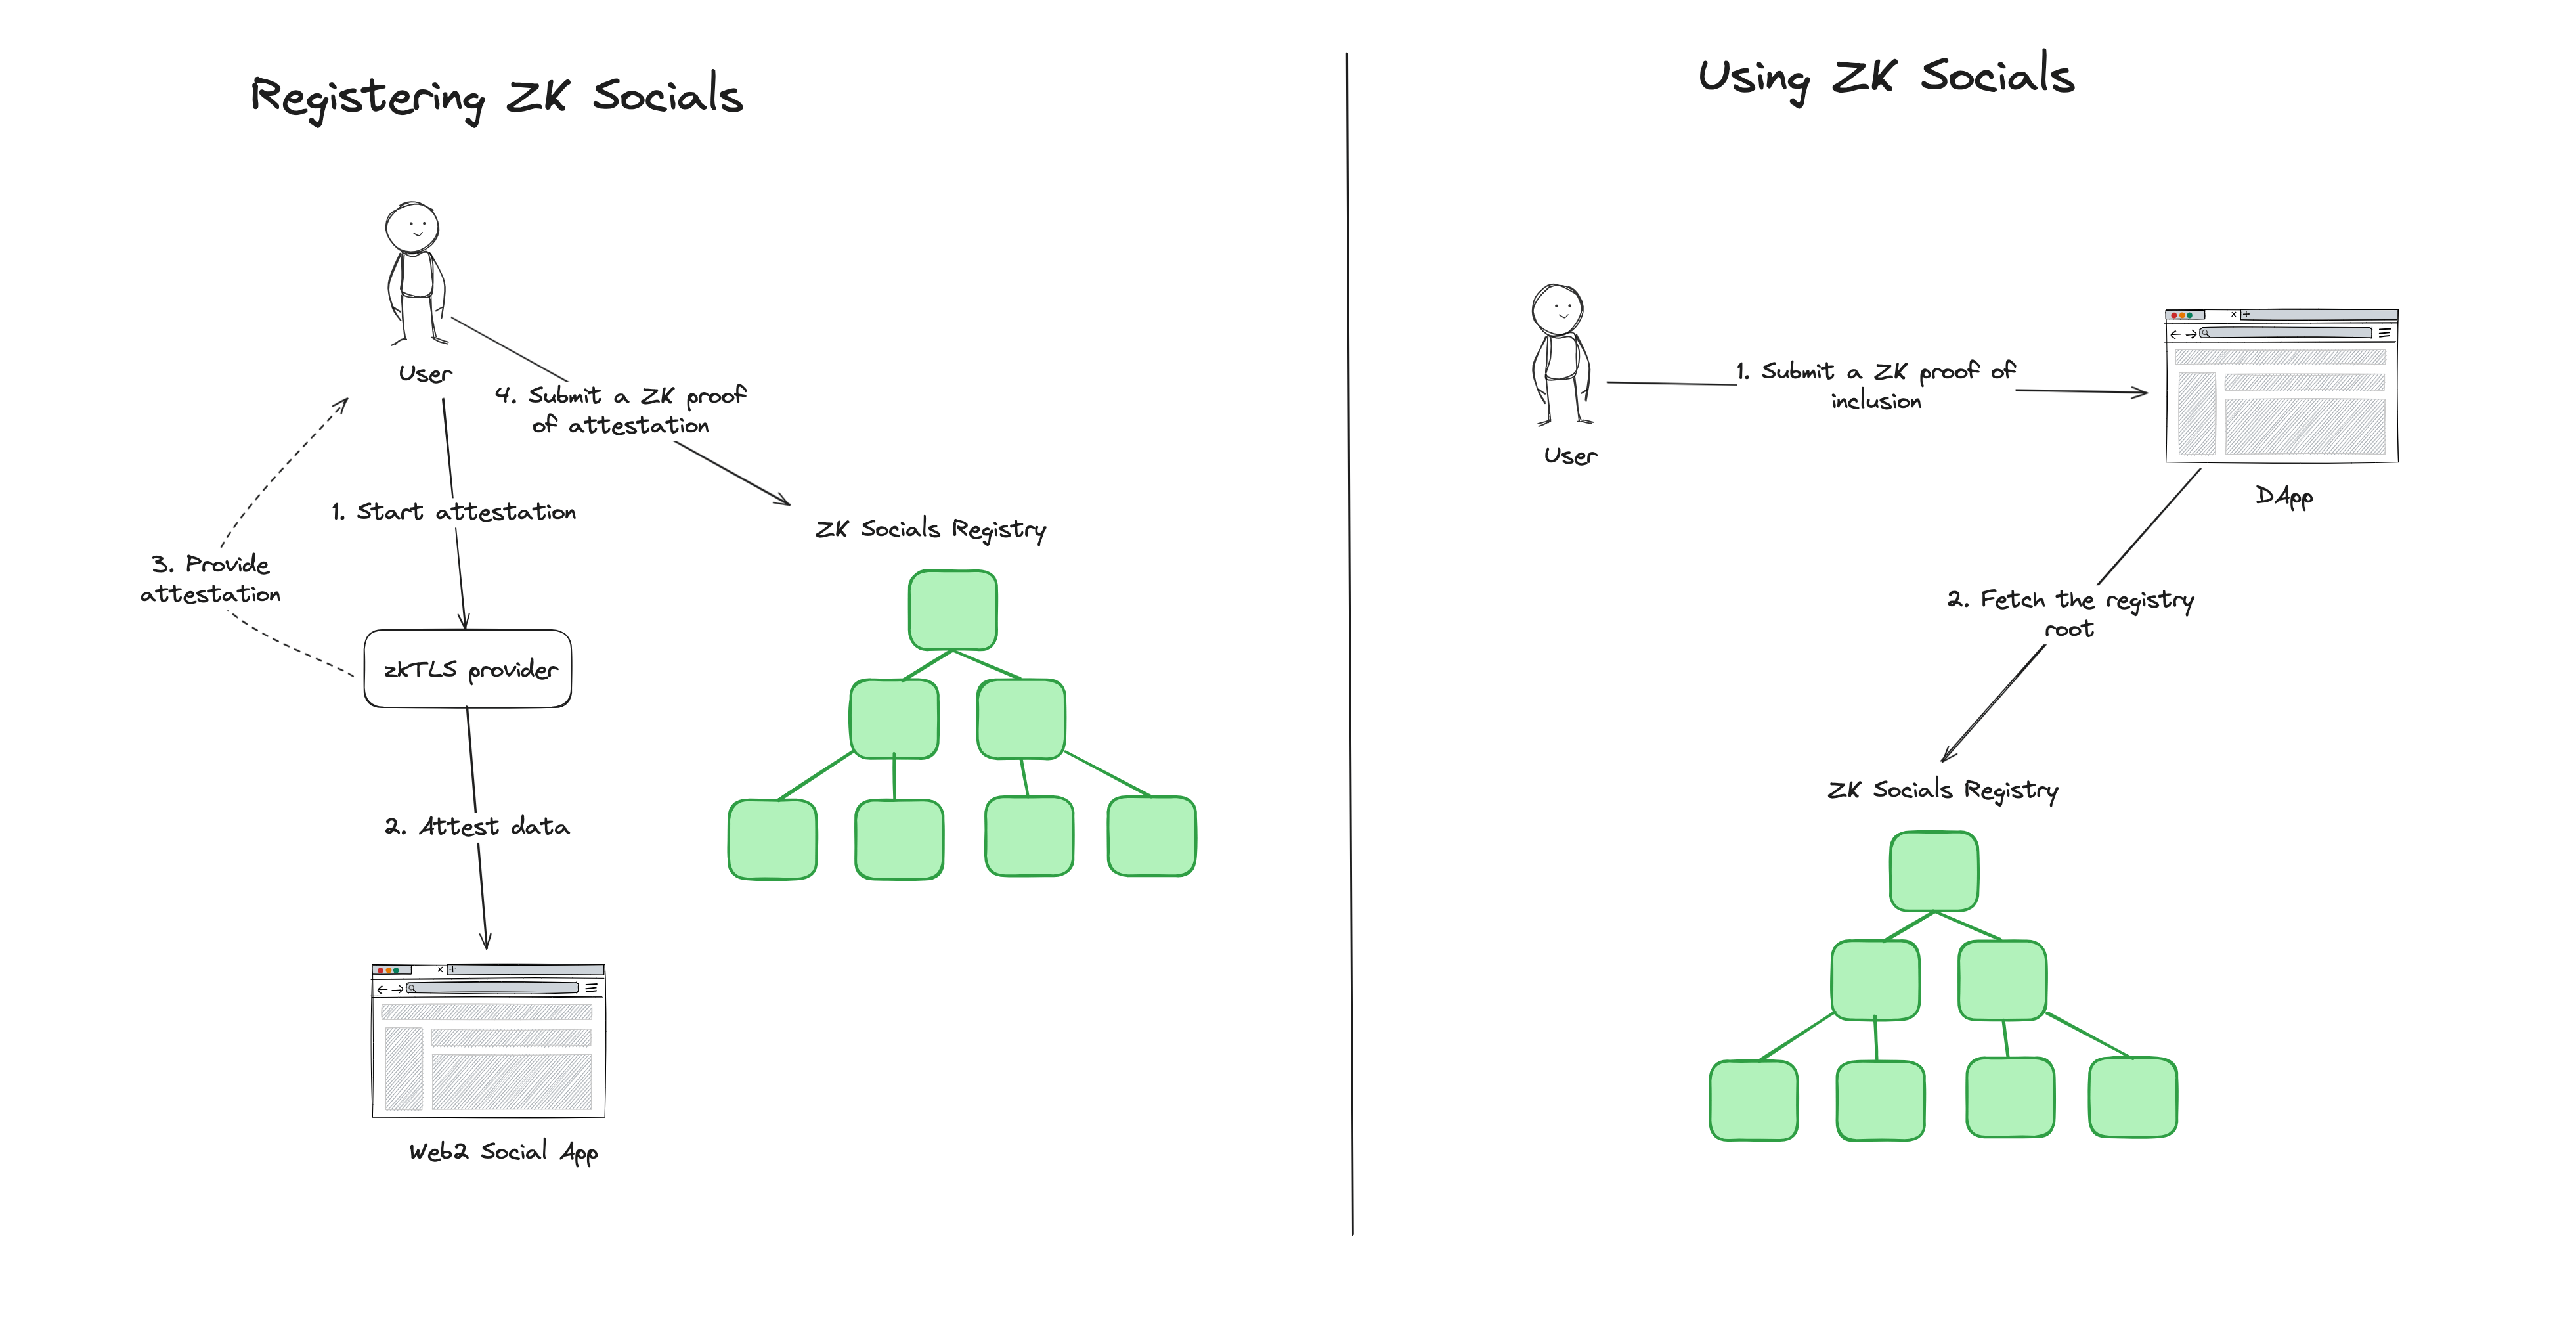 Registering ZK Socials
User
4. Submit a ZK proof
of attestation
1. Start attestation
3. Provide
attestation
zkTLS provider
2. Attest data
Web2 Social App
ZK Socials Registry
Using ZK Socials
User
1. Submit a ZK proof of
inclusion
DApp
2. Fetch the registry
root
ZK Socials Registry